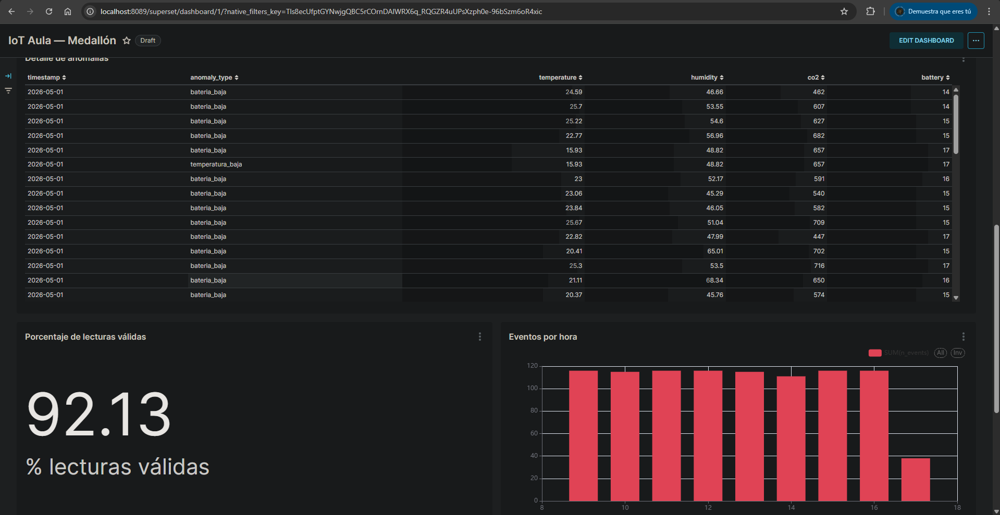 localhost:8089/superset/dashboard/1/?native_filters_key=Tls8ecUfptGYNwjgQBC5rCOrnDAlWRX6q_RQGZR4uUPsXzph0e-96bSzm6oR4xic
Demuestra que eres tú
IoT Aula — Medallón
Draft
EDIT DASHBOARD
Detalle de anomalías
timestamp anomaly_type temperature humidity co2 battery
2026-05-01 bateria_baja 24.59 46.66 462 14
2026-05-01 bateria_baja 25.7 53.55 607 14
2026-05-01 bateria_baja 25.22 54.6 627 15
2026-05-01 bateria_baja 22.77 56.96 682 15
2026-05-01 bateria_baja 15.93 48.82 657 17
2026-05-01 temperatura_baja 15.93 48.82 657 17
2026-05-01 bateria_baja 23 52.17 591 16
2026-05-01 bateria_baja 23.06 45.29 540 15
2026-05-01 bateria_baja 23.84 46.05 582 15
2026-05-01 bateria_baja 25.67 51.04 709 15
2026-05-01 bateria_baja 22.82 47.99 447 17
2026-05-01 bateria_baja 20.41 65.01 702 15
2026-05-01 bateria_baja 25.3 53.5 716 17
2026-05-01 bateria_baja 21.11 68.34 650 16
2026-05-01 bateria_baja 20.37 45.76 574 15
Porcentaje de lecturas válidas
92.13
% lecturas válidas
Eventos por hora
SUM(n_events) All Inv
120
100
80
60
40
20
0
8 10 12 14 16 18